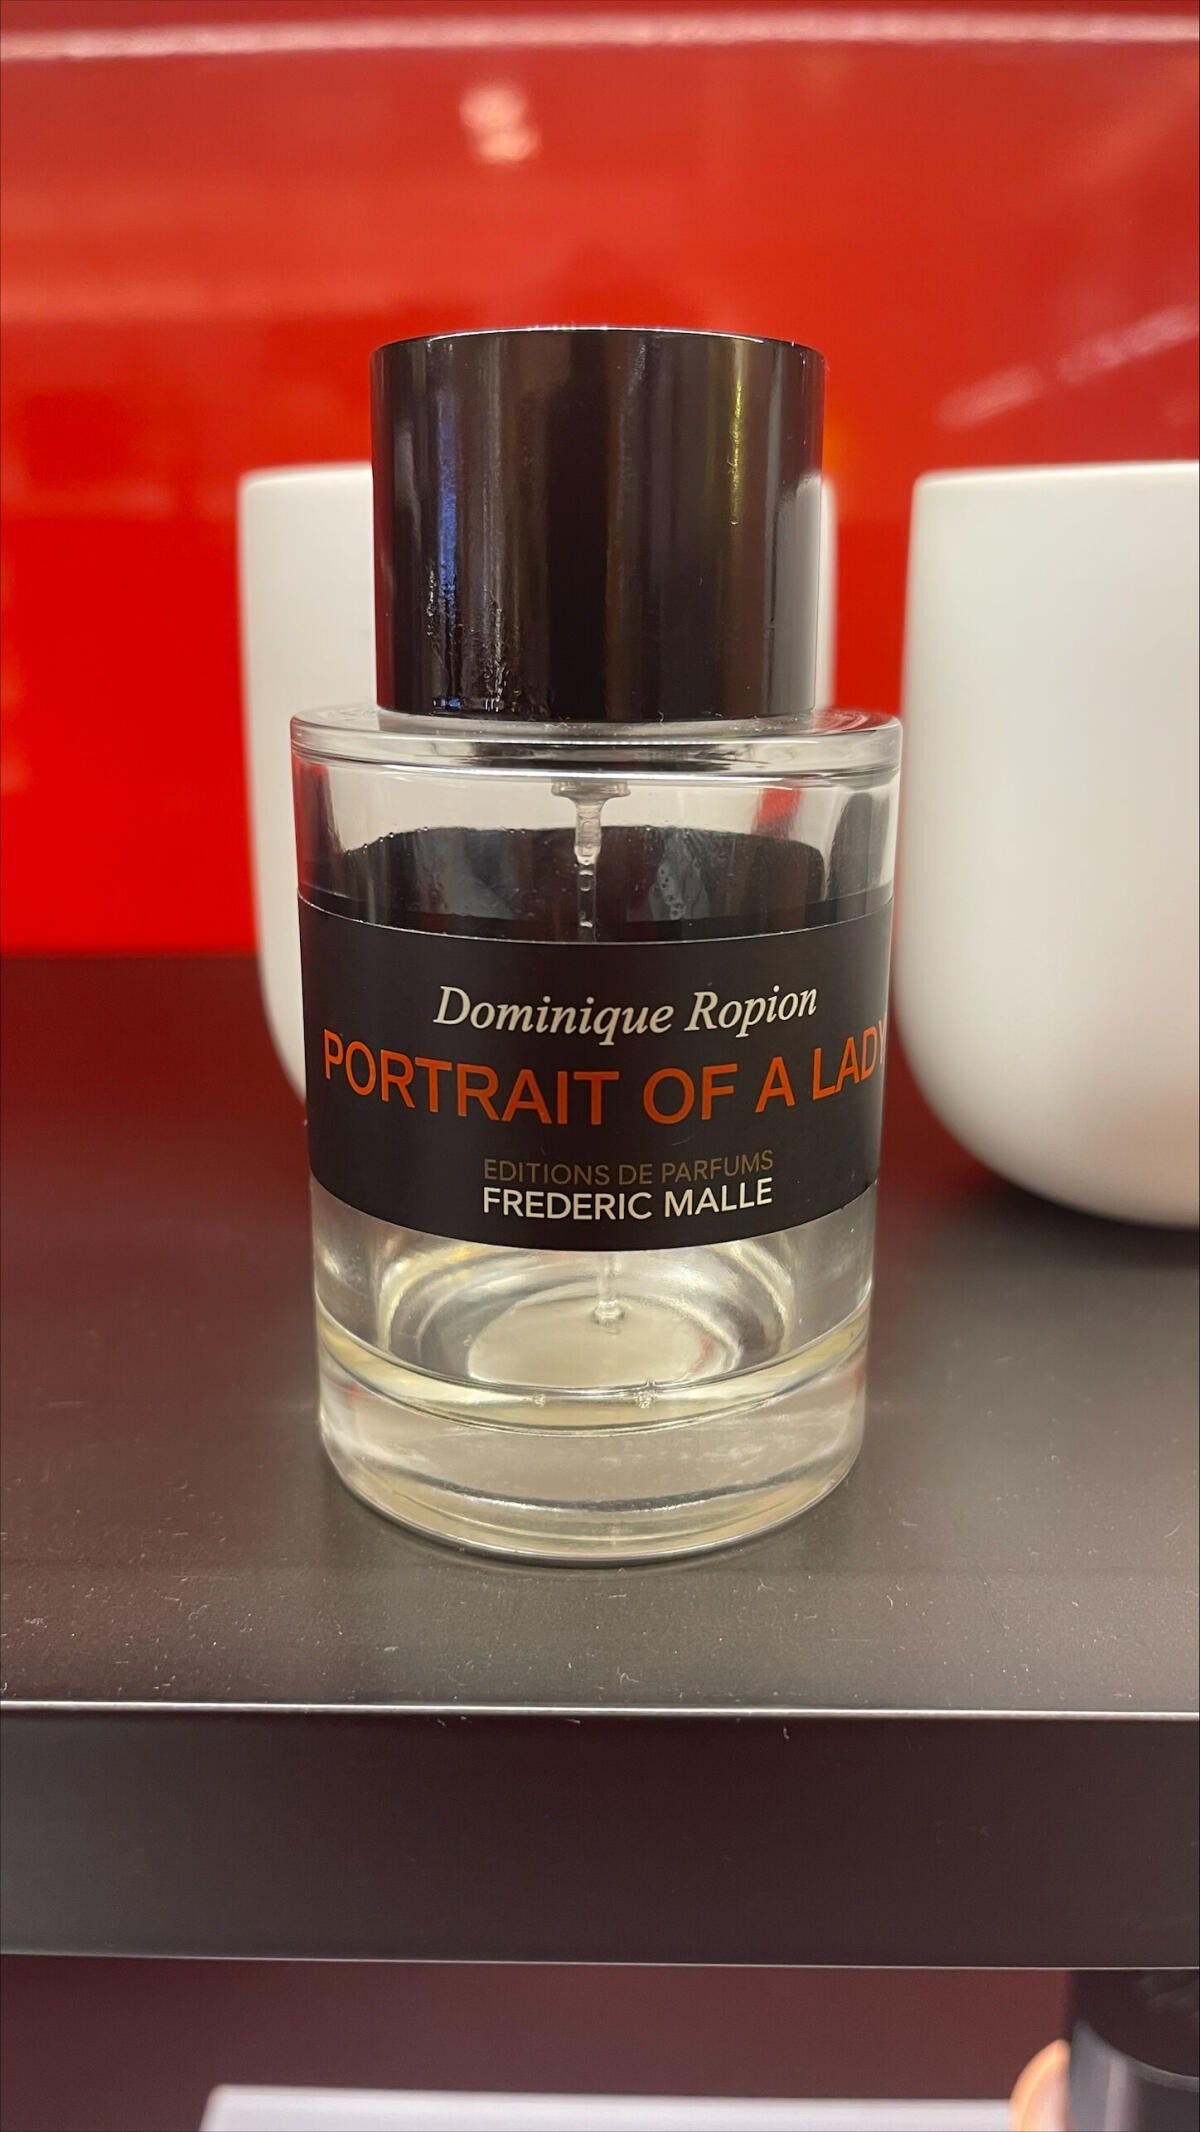 Dominique Ropion
PORTRAIT OF A LADY
EDITIONS DE PARFUMS
FREDERIC MALLE